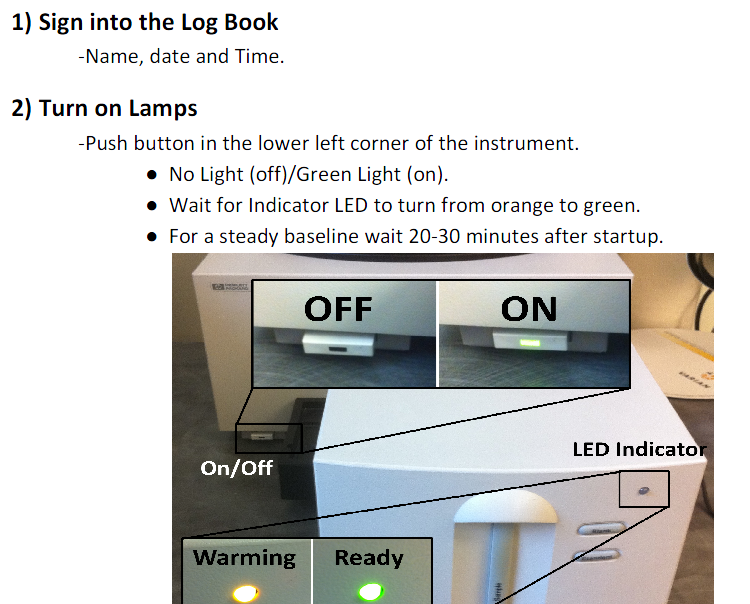 1) Sign into the Log Book
-Name, date and Time.
2) Turn on Lamps
-Push button in the lower left corner of the instrument.
● No Light (off)/Green Light (on).
● Wait for Indicator LED to turn from orange to green.
● For a steady baseline wait 20-30 minutes after startup.
OFF
ON
VARIAN
LED Indicator
On/Off
Warming
Ready
Sample